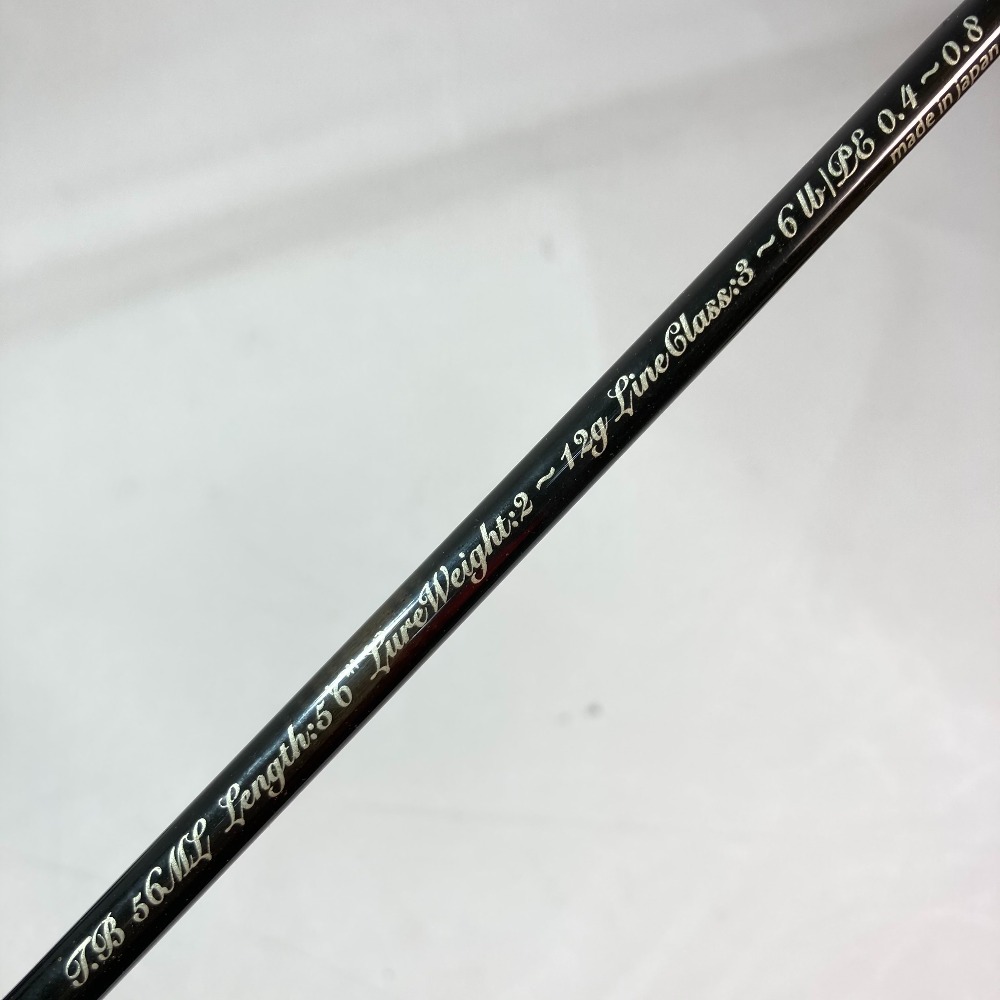 T.B 56ML Length:5'6" LureWeight:2～12g LineClass:3～6lb/PE 0.4～0.8
made in japan